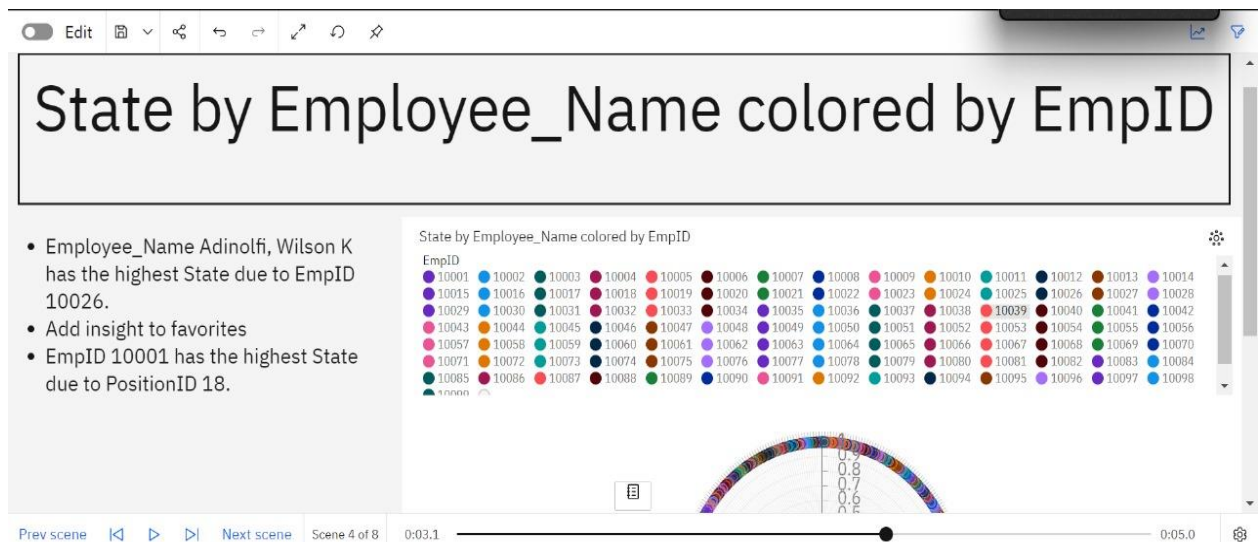 Edit
State by Employee_Name colored by EmpID
• Employee_Name Adinolfi, Wilson K
has the highest State due to EmpID
10026.
• Add insight to favorites
• EmpID 10001 has the highest State
due to PositionID 18.
State by Employee_Name colored by EmpID
EmpID
10001 10002 10003 10004 10005 10006 10007 10008 10009 10010 10011 10012 10013 10014
10015 10016 10017 10018 10019 10020 10021 10022 10023 10024 10025 10026 10027 10028
10029 10030 10031 10032 10033 10034 10035 10036 10037 10038 10039 10040 10041 10042
10043 10044 10045 10046 10047 10048 10049 10050 10051 10052 10053 10054 10055 10056
10057 10058 10059 10060 10061 10062 10063 10064 10065 10066 10067 10068 10069 10070
10071 10072 10073 10074 10075 10076 10077 10078 10079 10080 10081 10082 10083 10084
10085 10086 10087 10088 10089 10090 10091 10092 10093 10094 10095 10096 10097 10098
0.9
0.8
0.7
0.6
Prev scene Next scene Scene 4 of 8 0:03.1 0:05.0